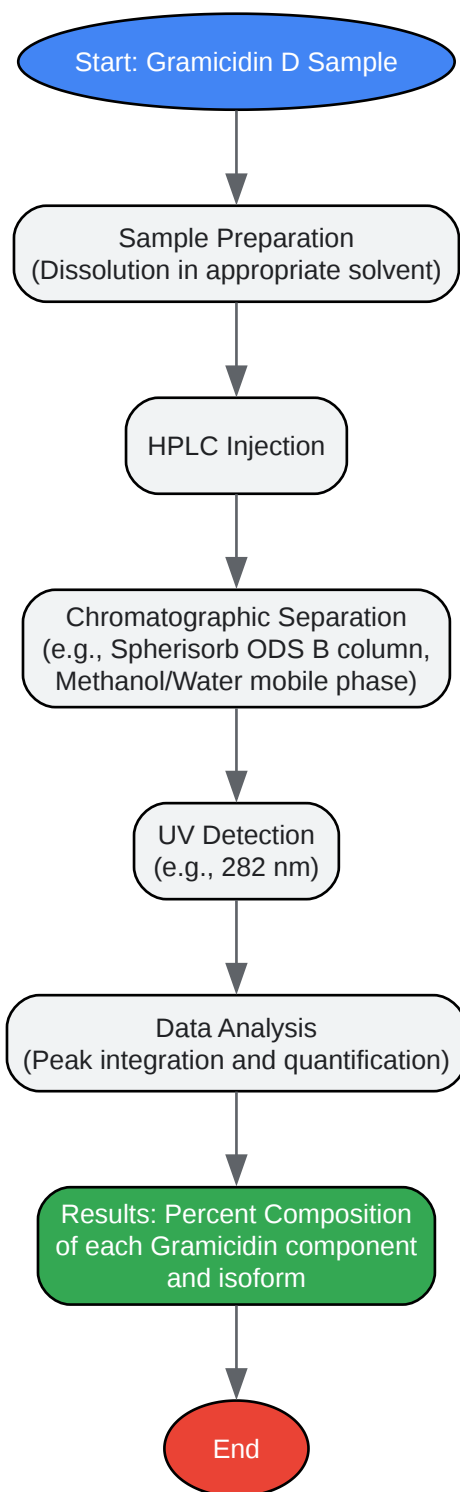 Start: Gramicidin D Sample
Sample Preparation
(Dissolution in appropriate solvent)
HPLC Injection
Chromatographic Separation
(e.g., Spherisorb ODS B column,
Methanol/Water mobile phase)
UV Detection
(e.g., 282 nm)
Data Analysis
(Peak integration and quantification)
Results: Percent Composition
of each Gramicidin component
and isoform
End